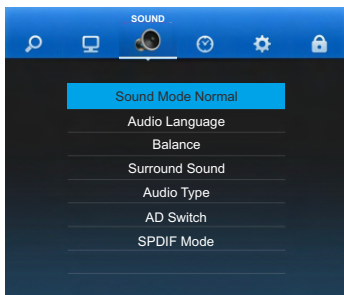 SOUND
Sound Mode Normal
Audio Language
Balance
Surround Sound
Audio Type
AD Switch
SPDIF Mode